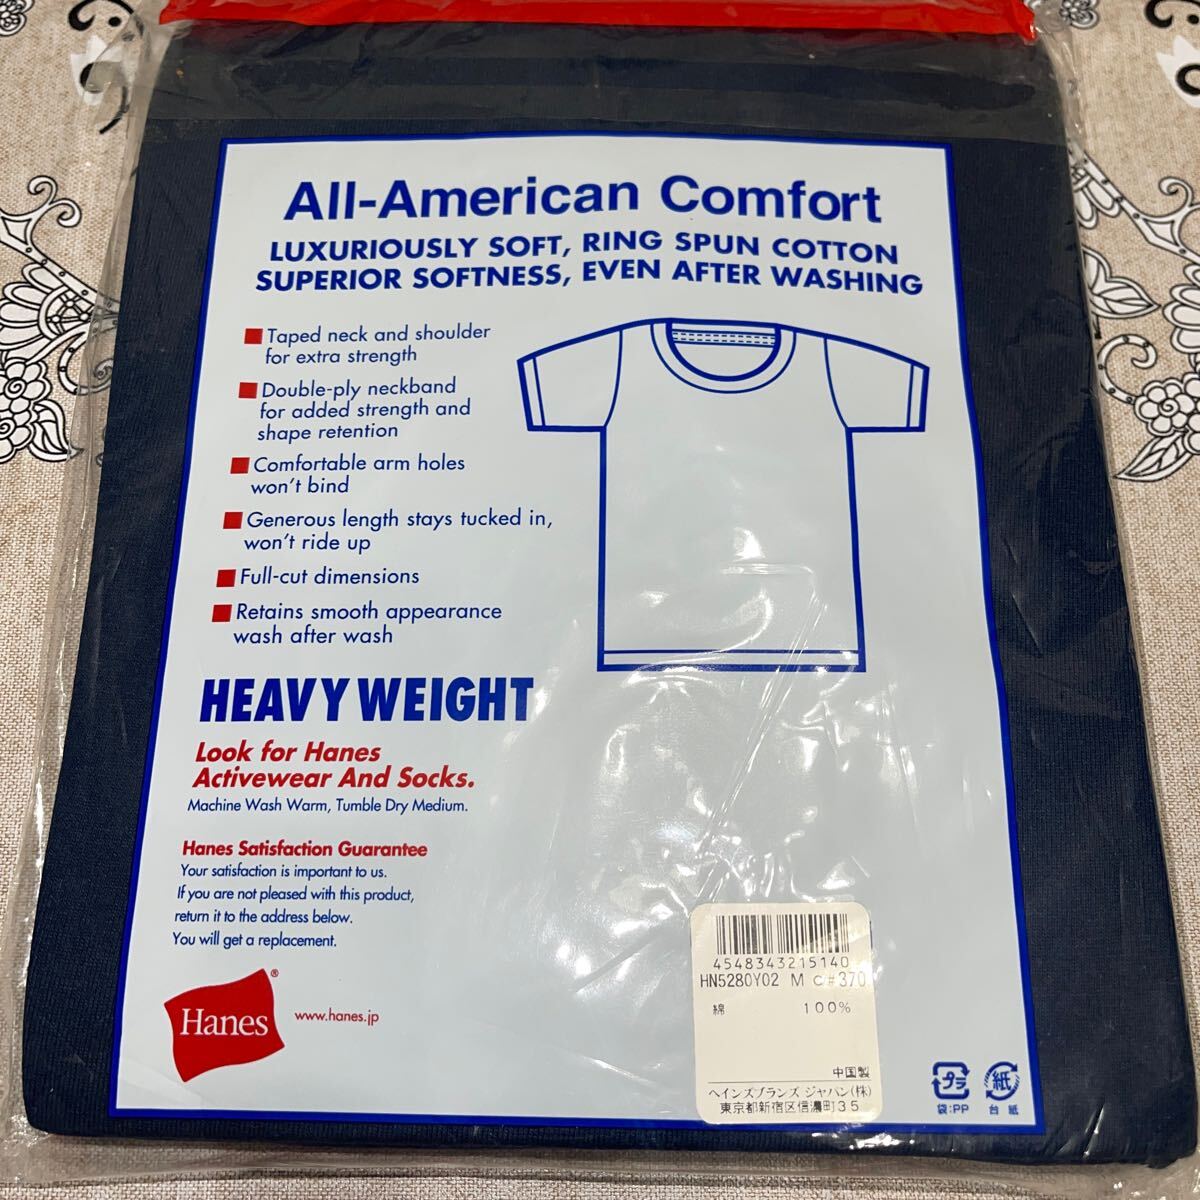 All-American Comfort
LUXURIOUSLY SOFT, RING SPUN COTTON
SUPERIOR SOFTNESS, EVEN AFTER WASHING
Taped neck and shoulder
for extra strength
Double-ply neckband
for added strength and
shape retention
Comfortable arm holes
won't bind
Generous length stays tucked in,
won't ride up
Full-cut dimensions
Retains smooth appearance
wash after wash
HEAVYWEIGHT
Look for Hanes
Activewear And Socks.
Machine Wash Warm, Tumble Dry Medium.
Hanes Satisfaction Guarantee
Your satisfaction is important to us.
If you are not pleased with this product,
return it to the address below.
You will get a replacement.
Hanes®
www.hanes.jp
4548343215140
HN5280Y02 M C#370
綿 100%
中国製
ヘインズブランズ ジャパン(株)
東京都新宿区信濃町35
プラ
袋:PP
紙
台紙